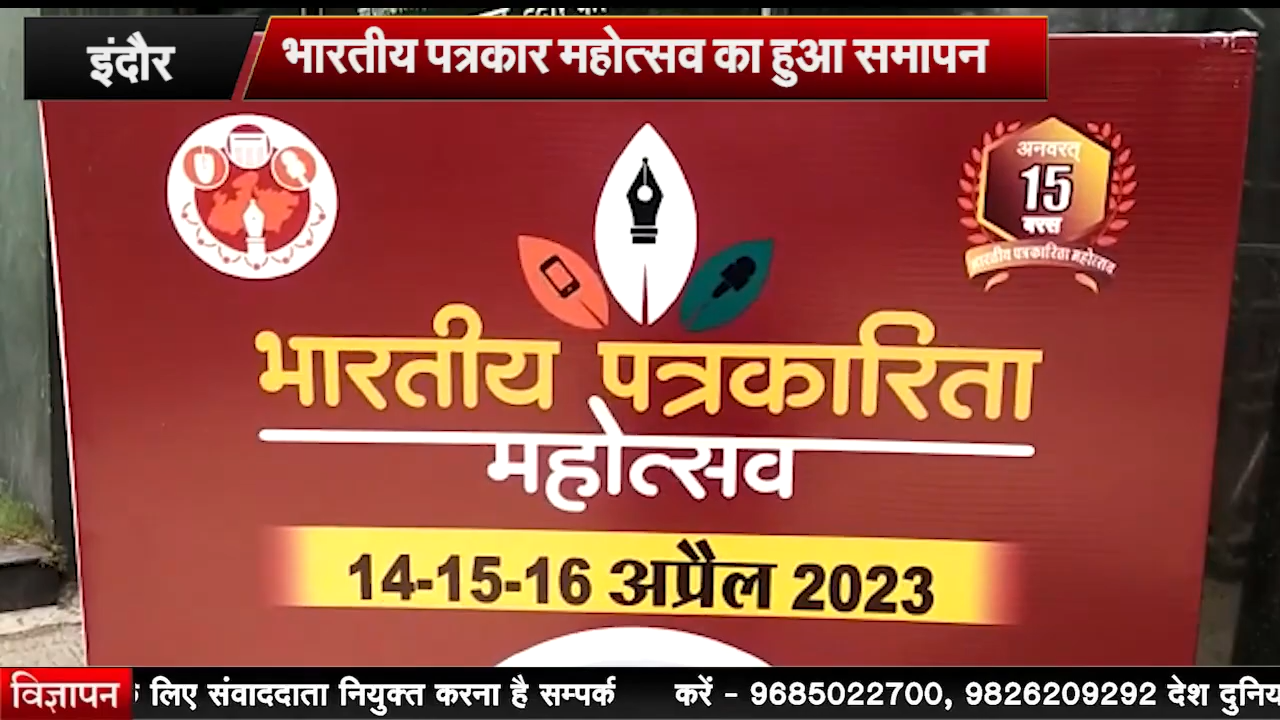 इंदौर
भारतीय पत्रकार महोत्सव का हुआ समापन
अनवरत्
15
बरस
भारतीय पत्रकारिता महोत्सव
भारतीय पत्रकारिता
महोत्सव
14-15-16 अप्रैल 2023
विज्ञापन
लिए संवाददाता नियुक्त करना है सम्पर्क करें - 9685022700, 9826209292 देश